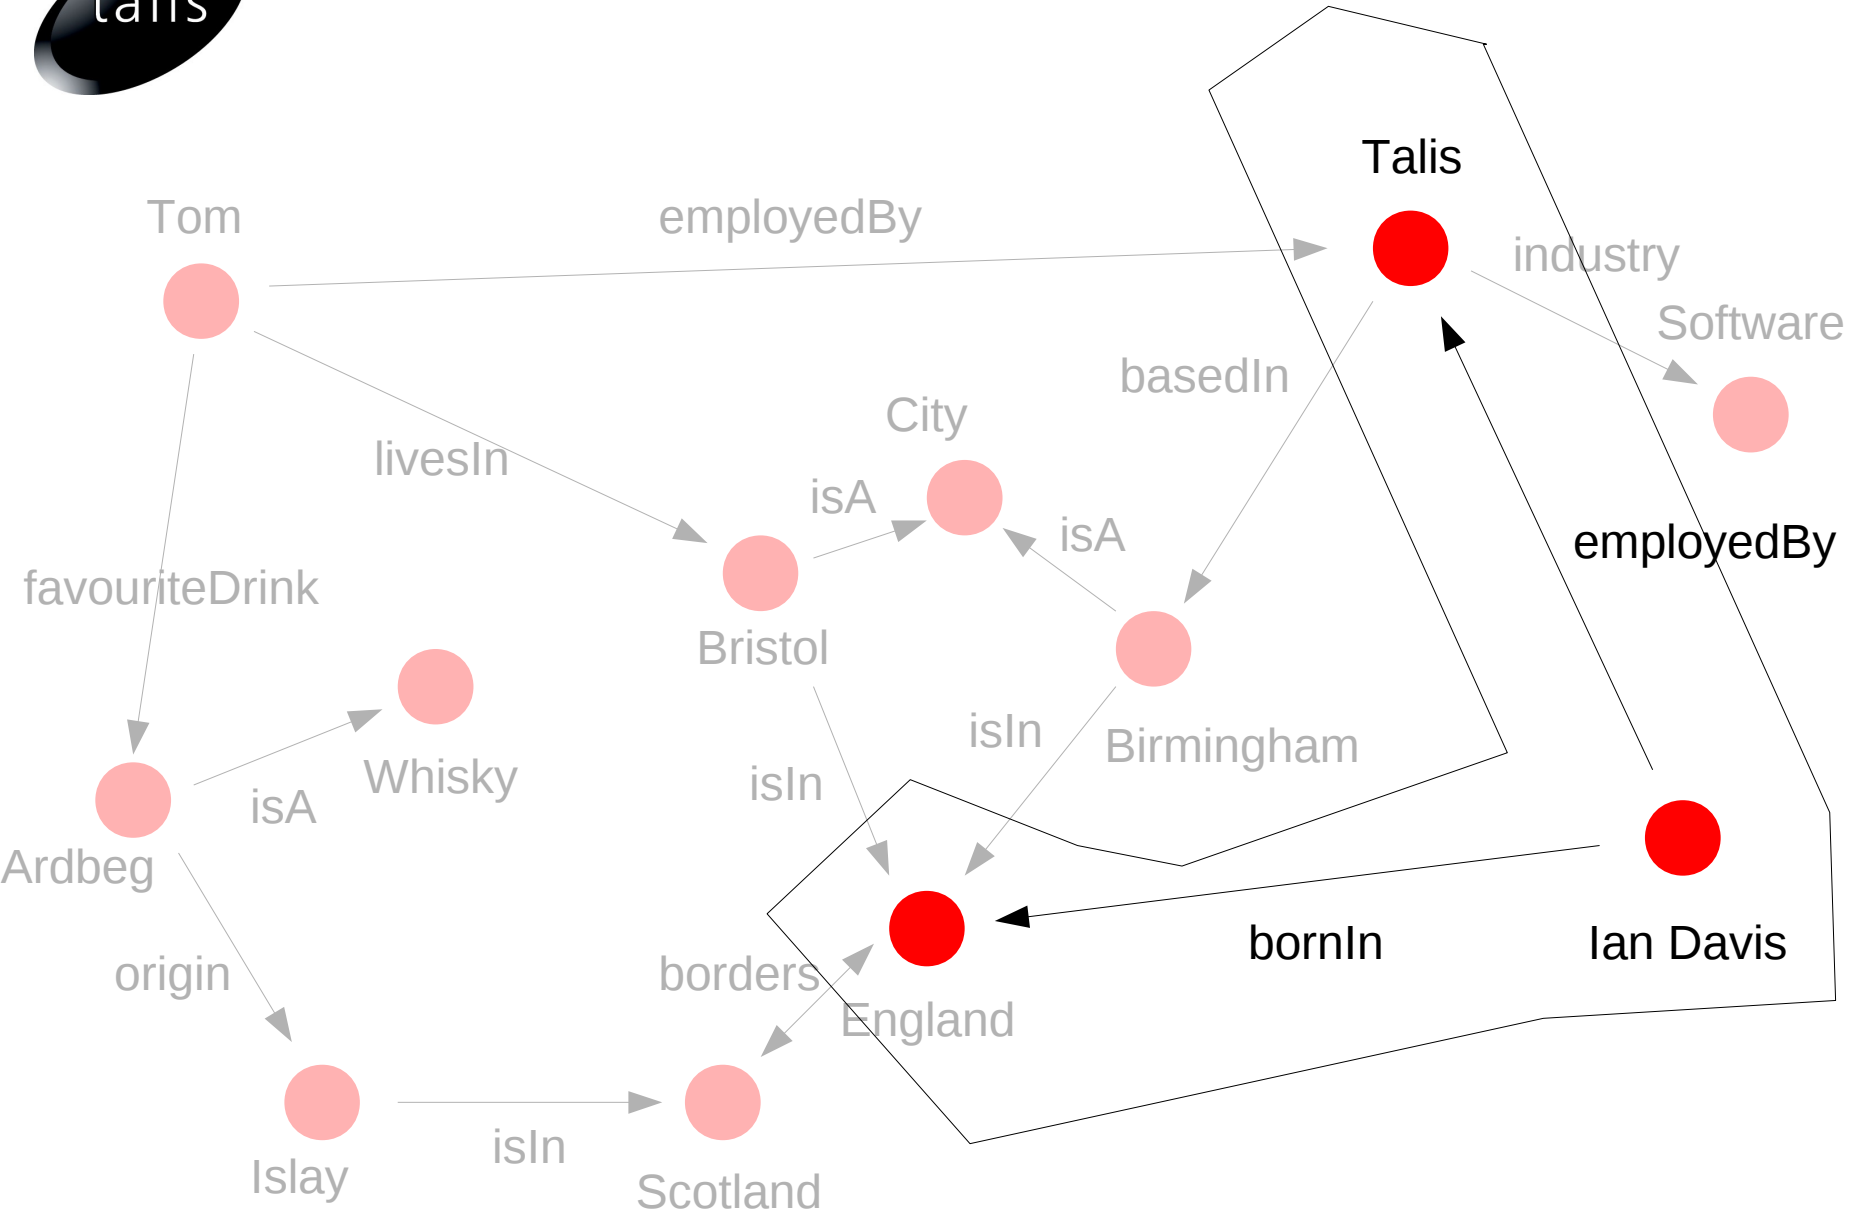 talis
Talis
Tom
employedBy
industry
Software
basedIn
City
livesIn
isA
isA
employedBy
favouriteDrink
Bristol
isIn
Birmingham
Whisky
isIn
isA
Ardbeg
bornIn
Ian Davis
origin
borders
England
isIn
Islay
Scotland